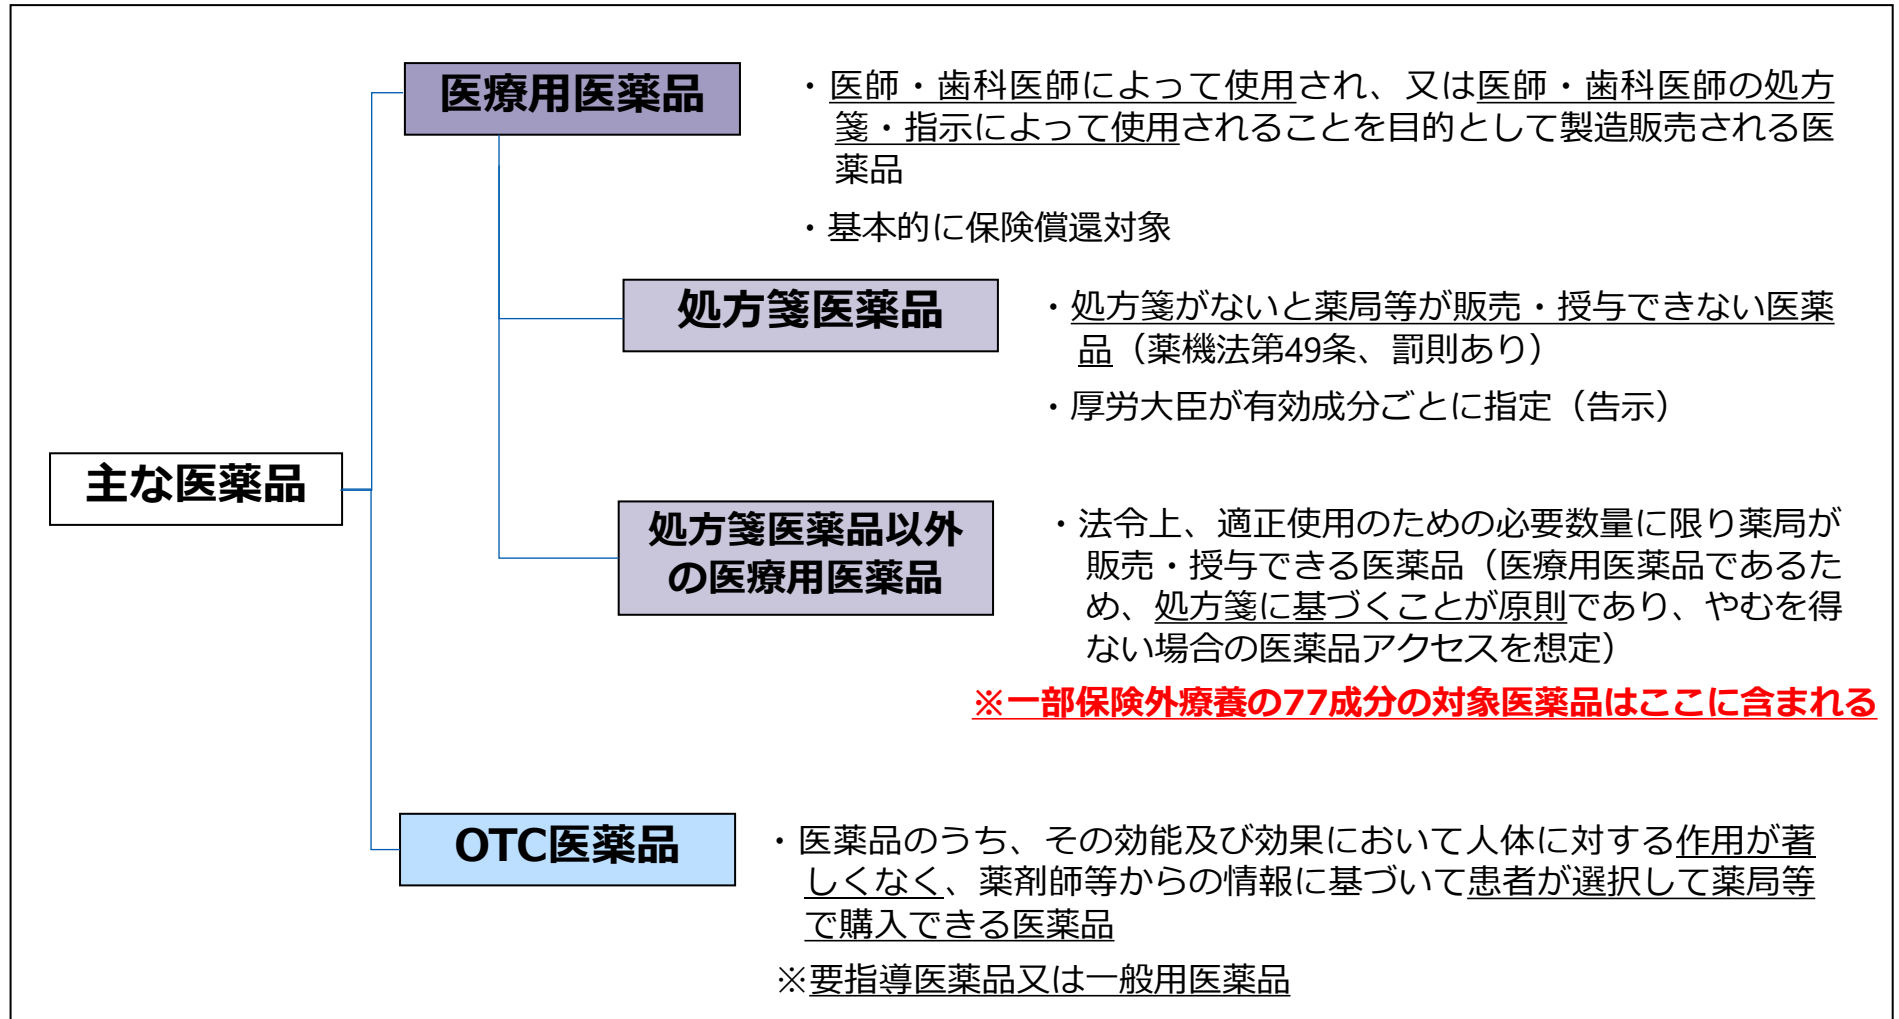 医療用医薬品
・医師・歯科医師によって使用され、又は医師・歯科医師の処方
箋・指示によって使用されることを目的として製造販売される医
薬品
・基本的に保険償還対象
処方箋医薬品
・処方箋がないと薬局等が販売・授与できない医薬
品（薬機法第49条、罰則あり）
・厚労大臣が有効成分ごとに指定（告示）
主な医薬品
処方箋医薬品以外
の医療用医薬品
・法令上、適正使用のための必要数量に限り薬局が
販売・授与できる医薬品（医療用医薬品であるた
め、処方箋に基づくことが原則であり、やむを得
ない場合の医薬品アクセスを想定）
※一部保険外療養の77成分の対象医薬品はここに含まれる
OTC医薬品
・医薬品のうち、その効能及び効果において人体に対する作用が著
しくなく、薬剤師等からの情報に基づいて患者が選択して薬局等
で購入できる医薬品
※要指導医薬品又は一般用医薬品